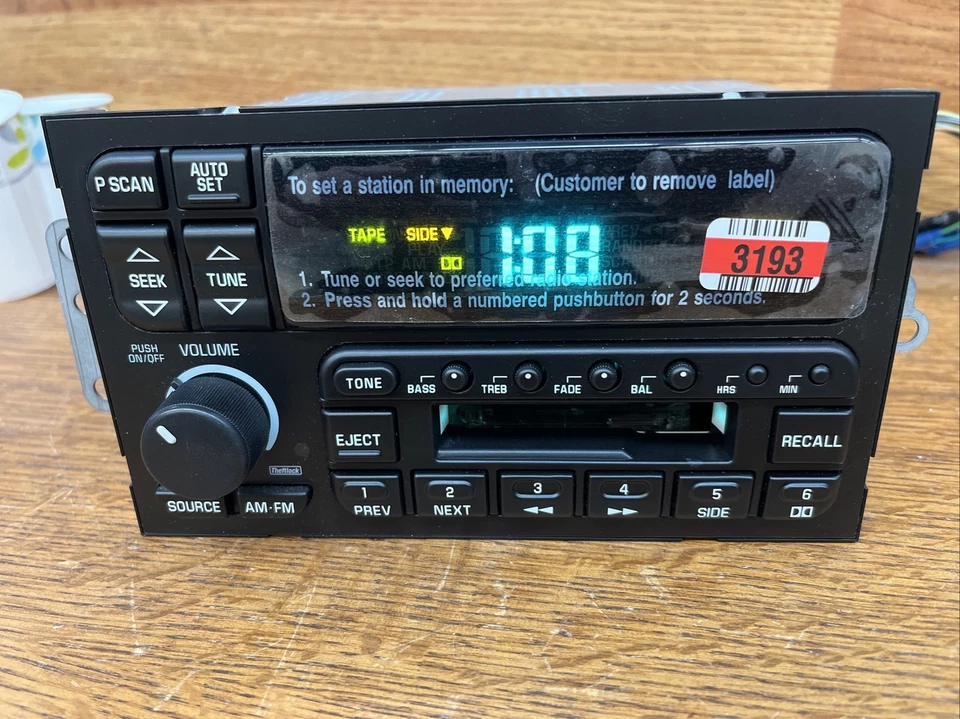 P SCAN
AUTO
SET
To set a station in memory: (Customer to remove label)
TAPE SIDE
1:08
3193
1. Tune or seek to preferred radio station.
2. Press and hold a numbered pushbutton for 2 seconds.
SEEK
TUNE
PUSH
ON/OFF
VOLUME
TONE
BASS
TREB
FADE
BAL
HRS
MIN
EJECT
RECALL
Theftlock
SOURCE
AM·FM
1
PREV
2
NEXT
3
4
5
SIDE
6